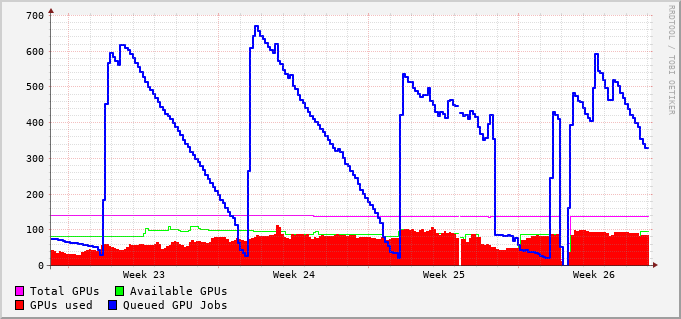 700
600
500
400
300
200
100
0
Week 23 Week 24 Week 25 Week 26
Total GPUs Available GPUs
GPUs used Queued GPU Jobs
RRDTOOL / TOBI OETIKER